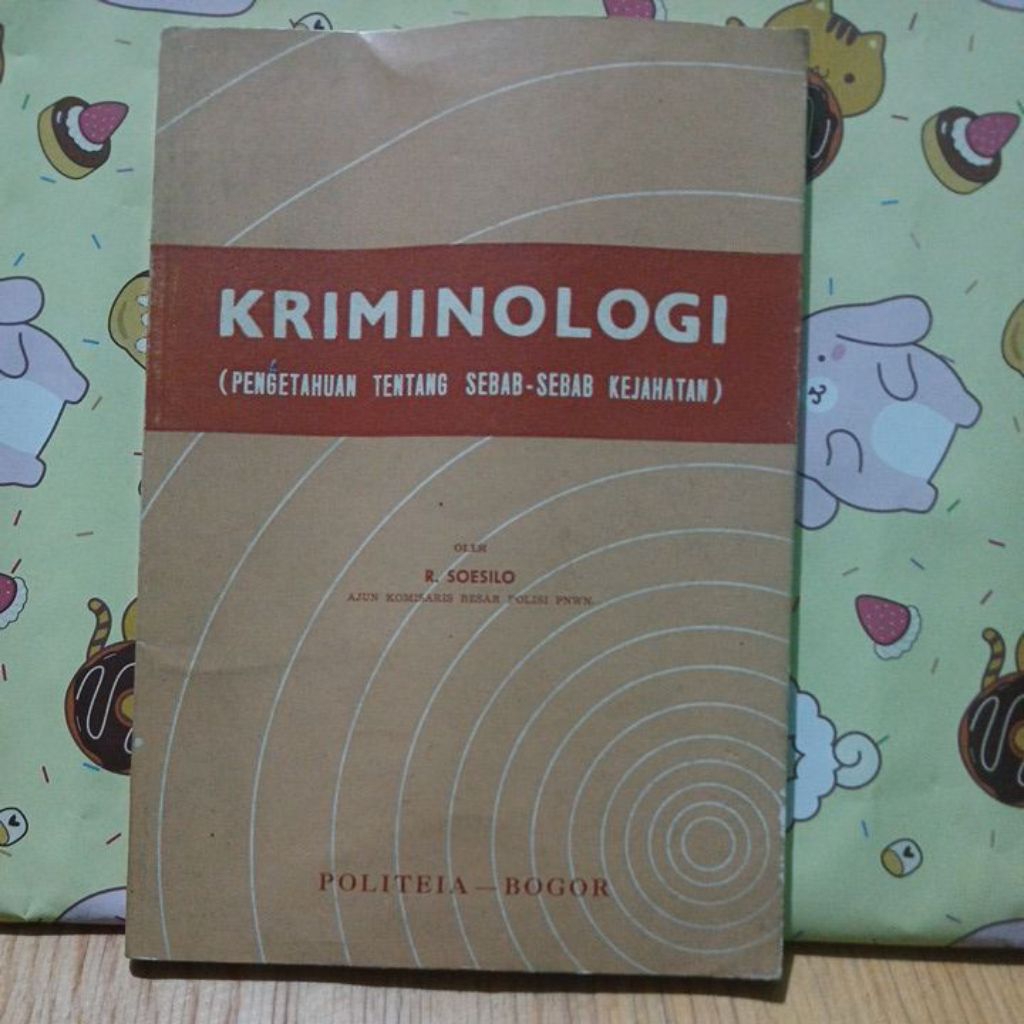 KRIMINOLOGI
(PENGETAHUAN TENTANG SEBAB-SEBAB KEJAHATAN)
OLEH
R. SOESILO
AJUN KOMISARIS BESAR POLISI PNWN.
POLITEIA — BOGOR